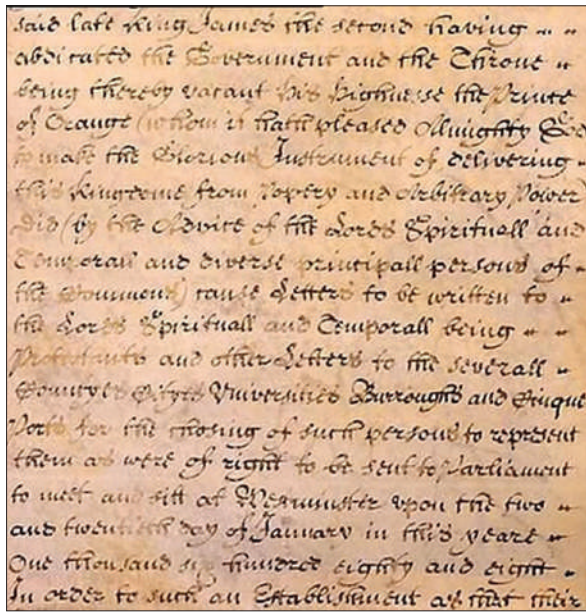 said late King James the second having
abdicated the Government and the Throne
being thereby vacant His Highnesse the Prince
of Orange (whom it hath pleased Almighty God
to make the Glorious Instrument of delivering
this Kingdome from Popery and Arbitrary Power
Did (by the Advice of the Lords Spirituall and
Temporall and diverse principall persons of
the Commons) cause Letters to be written to
the Lords Spirituall and Temporall being
Protestants and other Letters to the severall
Countyes Cityes Universities Burroughs and Cinque
Ports for the chosing of such persons to represent
them as were of right to be sent to Parliament
to meet and sitt at Westminster upon the two
and twentieth day of January in this yeare
One thousand six hundred eighty and eight
In order to such an Establishment as that their